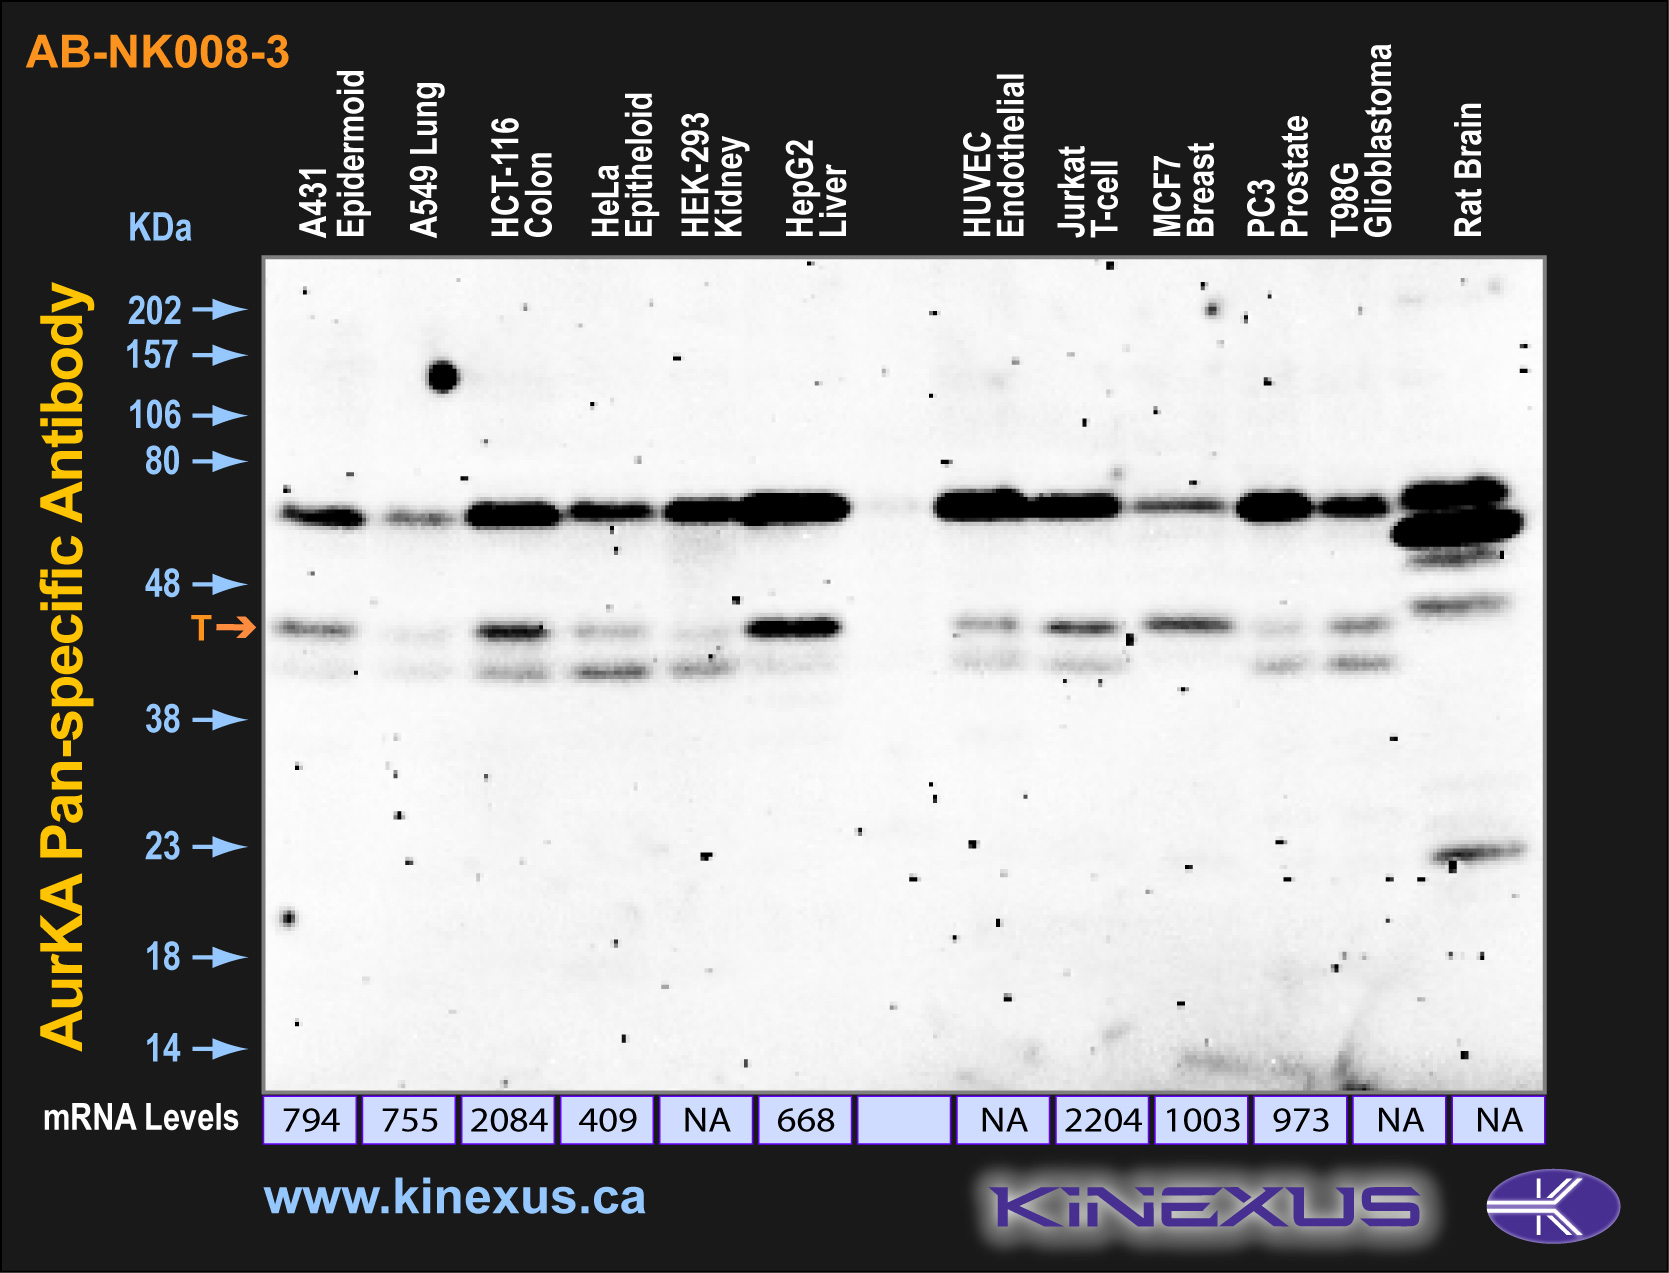 AB-NK008-3
A431
Epidermoid
A549 Lung
HCT-116
Colon
HeLa
Epitheloid
HEK-293
Kidney
HepG2
Liver
HUVEC
Endothelial
Jurkat
T-cell
MCF7
Breast
PC3
Prostate
T98G
Glioblastoma
Rat Brain
AurKA Pan-specific Antibody
KDa
202
157
106
80
48
T
38
23
18
14
mRNA Levels 794 755 2084 409 NA 668 NA 2204 1003 973 NA NA
www.kinexus.ca
KiNEXUS